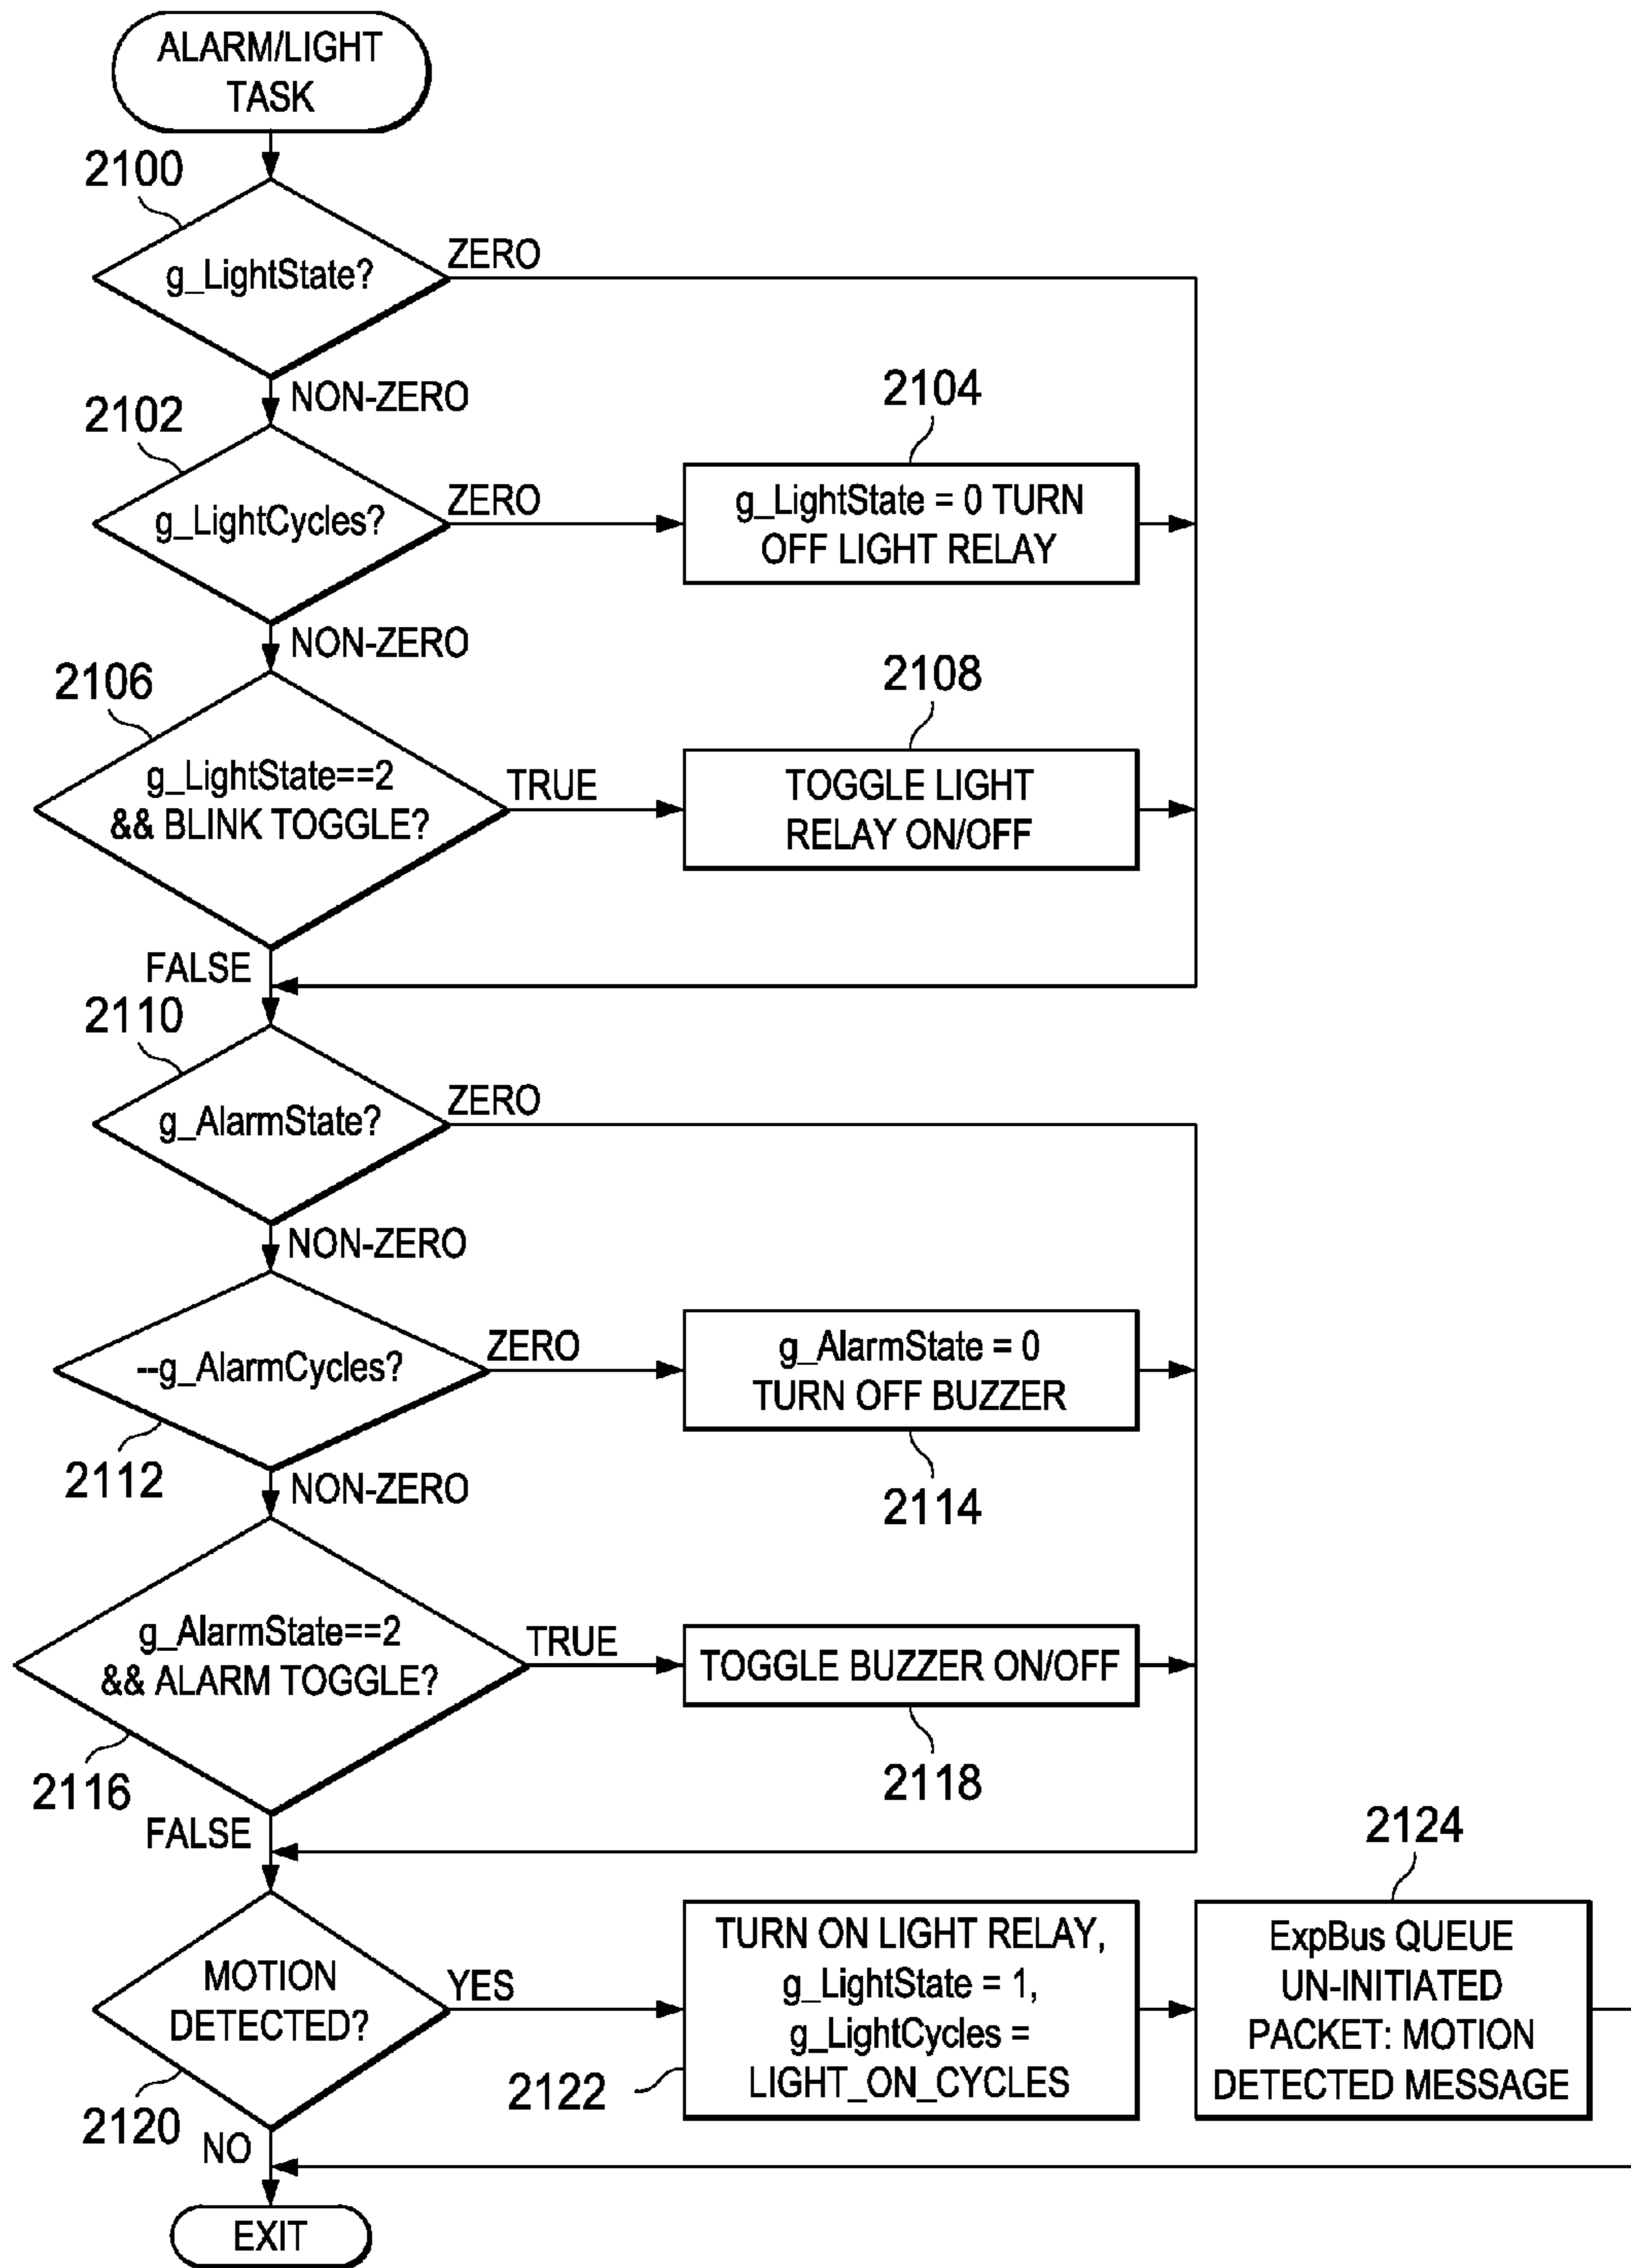 ALARM/LIGHT
TASK
2100
g_LightState?
ZERO
NON-ZERO
2102
g_LightCycles?
ZERO
2104
g_LightState = 0 TURN
OFF LIGHT RELAY
NON-ZERO
2106
g_LightState==2
&& BLINK TOGGLE?
TRUE
2108
TOGGLE LIGHT
RELAY ON/OFF
FALSE
2110
g_AlarmState?
ZERO
NON-ZERO
--g_AlarmCycles?
2112
ZERO
g_AlarmState = 0
TURN OFF BUZZER
2114
NON-ZERO
g_AlarmState==2
&& ALARM TOGGLE?
2116
TRUE
TOGGLE BUZZER ON/OFF
2118
FALSE
MOTION
DETECTED?
2120
YES
TURN ON LIGHT RELAY,
g_LightState = 1,
g_LightCycles =
LIGHT_ON_CYCLES
2122
2124
ExpBus QUEUE
UN-INITIATED
PACKET: MOTION
DETECTED MESSAGE
NO
EXIT